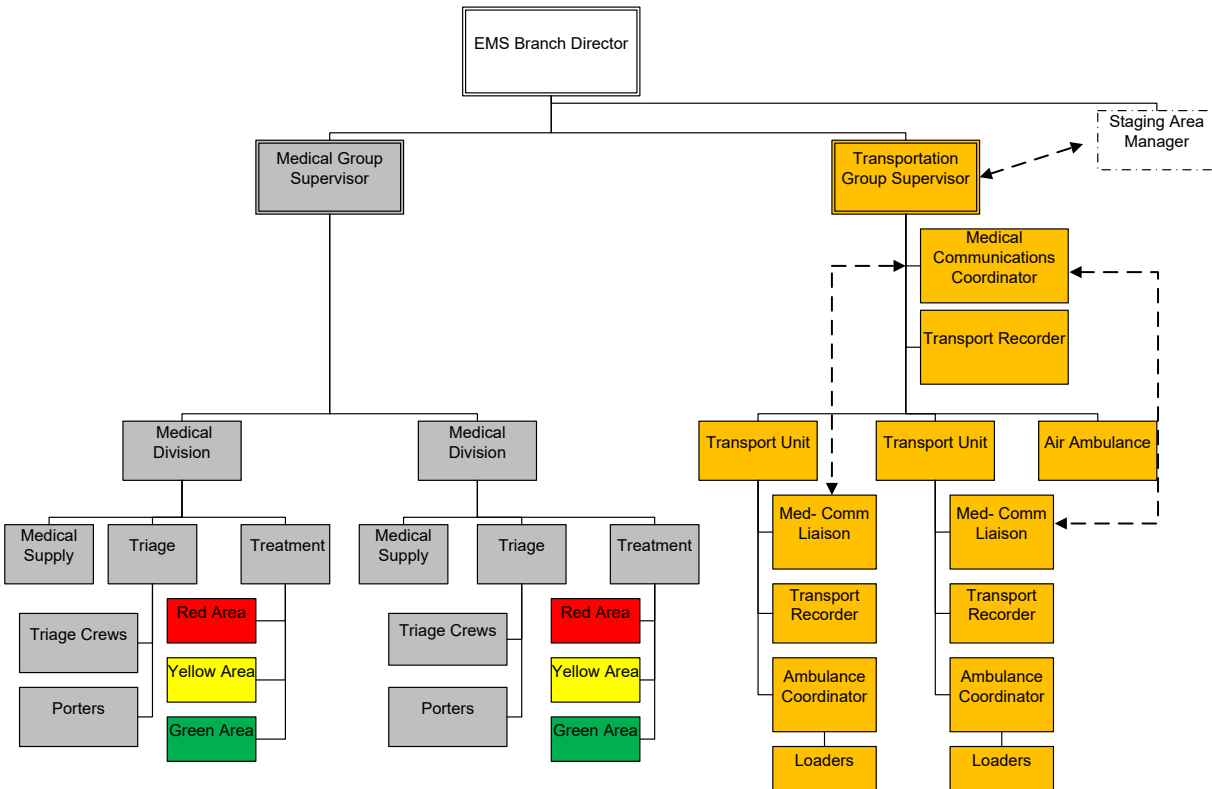 EMS Branch Director
Staging Area
Manager
Medical Group
Supervisor
Transportation
Group Supervisor
Medical
Communications
Coordinator
Transport Recorder
Medical
Division
Medical
Division
Transport Unit
Transport Unit
Air Ambulance
Medical
Supply
Triage
Treatment
Medical
Supply
Triage
Treatment
Med- Comm
Liaison
Med- Comm
Liaison
Triage Crews
Porters
Red Area
Yellow Area
Green Area
Triage Crews
Porters
Red Area
Yellow Area
Green Area
Transport
Recorder
Transport
Recorder
Ambulance
Coordinator
Ambulance
Coordinator
Loaders
Loaders